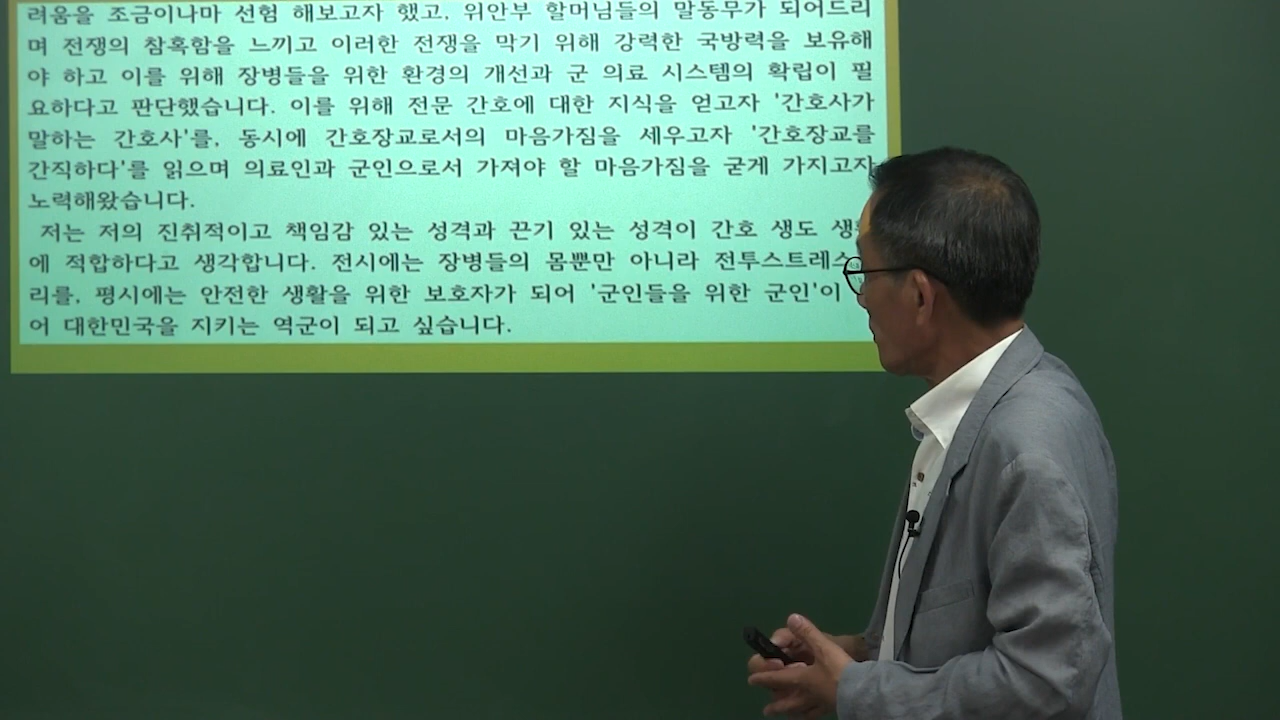 려움을 조금이나마 선험 해보고자 했고, 위안부 할머님들의 말동무가 되어드리
며 전쟁의 참혹함을 느끼고 이러한 전쟁을 막기 위해 강력한 국방력을 보유해
야 하고 이를 위해 장병들을 위한 환경의 개선과 군 의료 시스템의 확립이 필
요하다고 판단했습니다. 이를 위해 전문 간호에 대한 지식을 얻고자 '간호사가
말하는 간호사'를, 동시에 간호장교로서의 마음가짐을 세우고자 '간호장교를
간직하다'를 읽으며 의료인과 군인으로서 가져야 할 마음가짐을 굳게 가지고자
노력해왔습니다.
저는 저의 진취적이고 책임감 있는 성격과 끈기 있는 성격이 간호 생도
에 적합하다고 생각합니다. 전시에는 장병들의 몸뿐만 아니라 전투스트레스
리를, 평시에는 안전한 생활을 위한 보호자가 되어 '군인들을 위한 군인'이
어 대한민국을 지키는 역군이 되고 싶습니다.